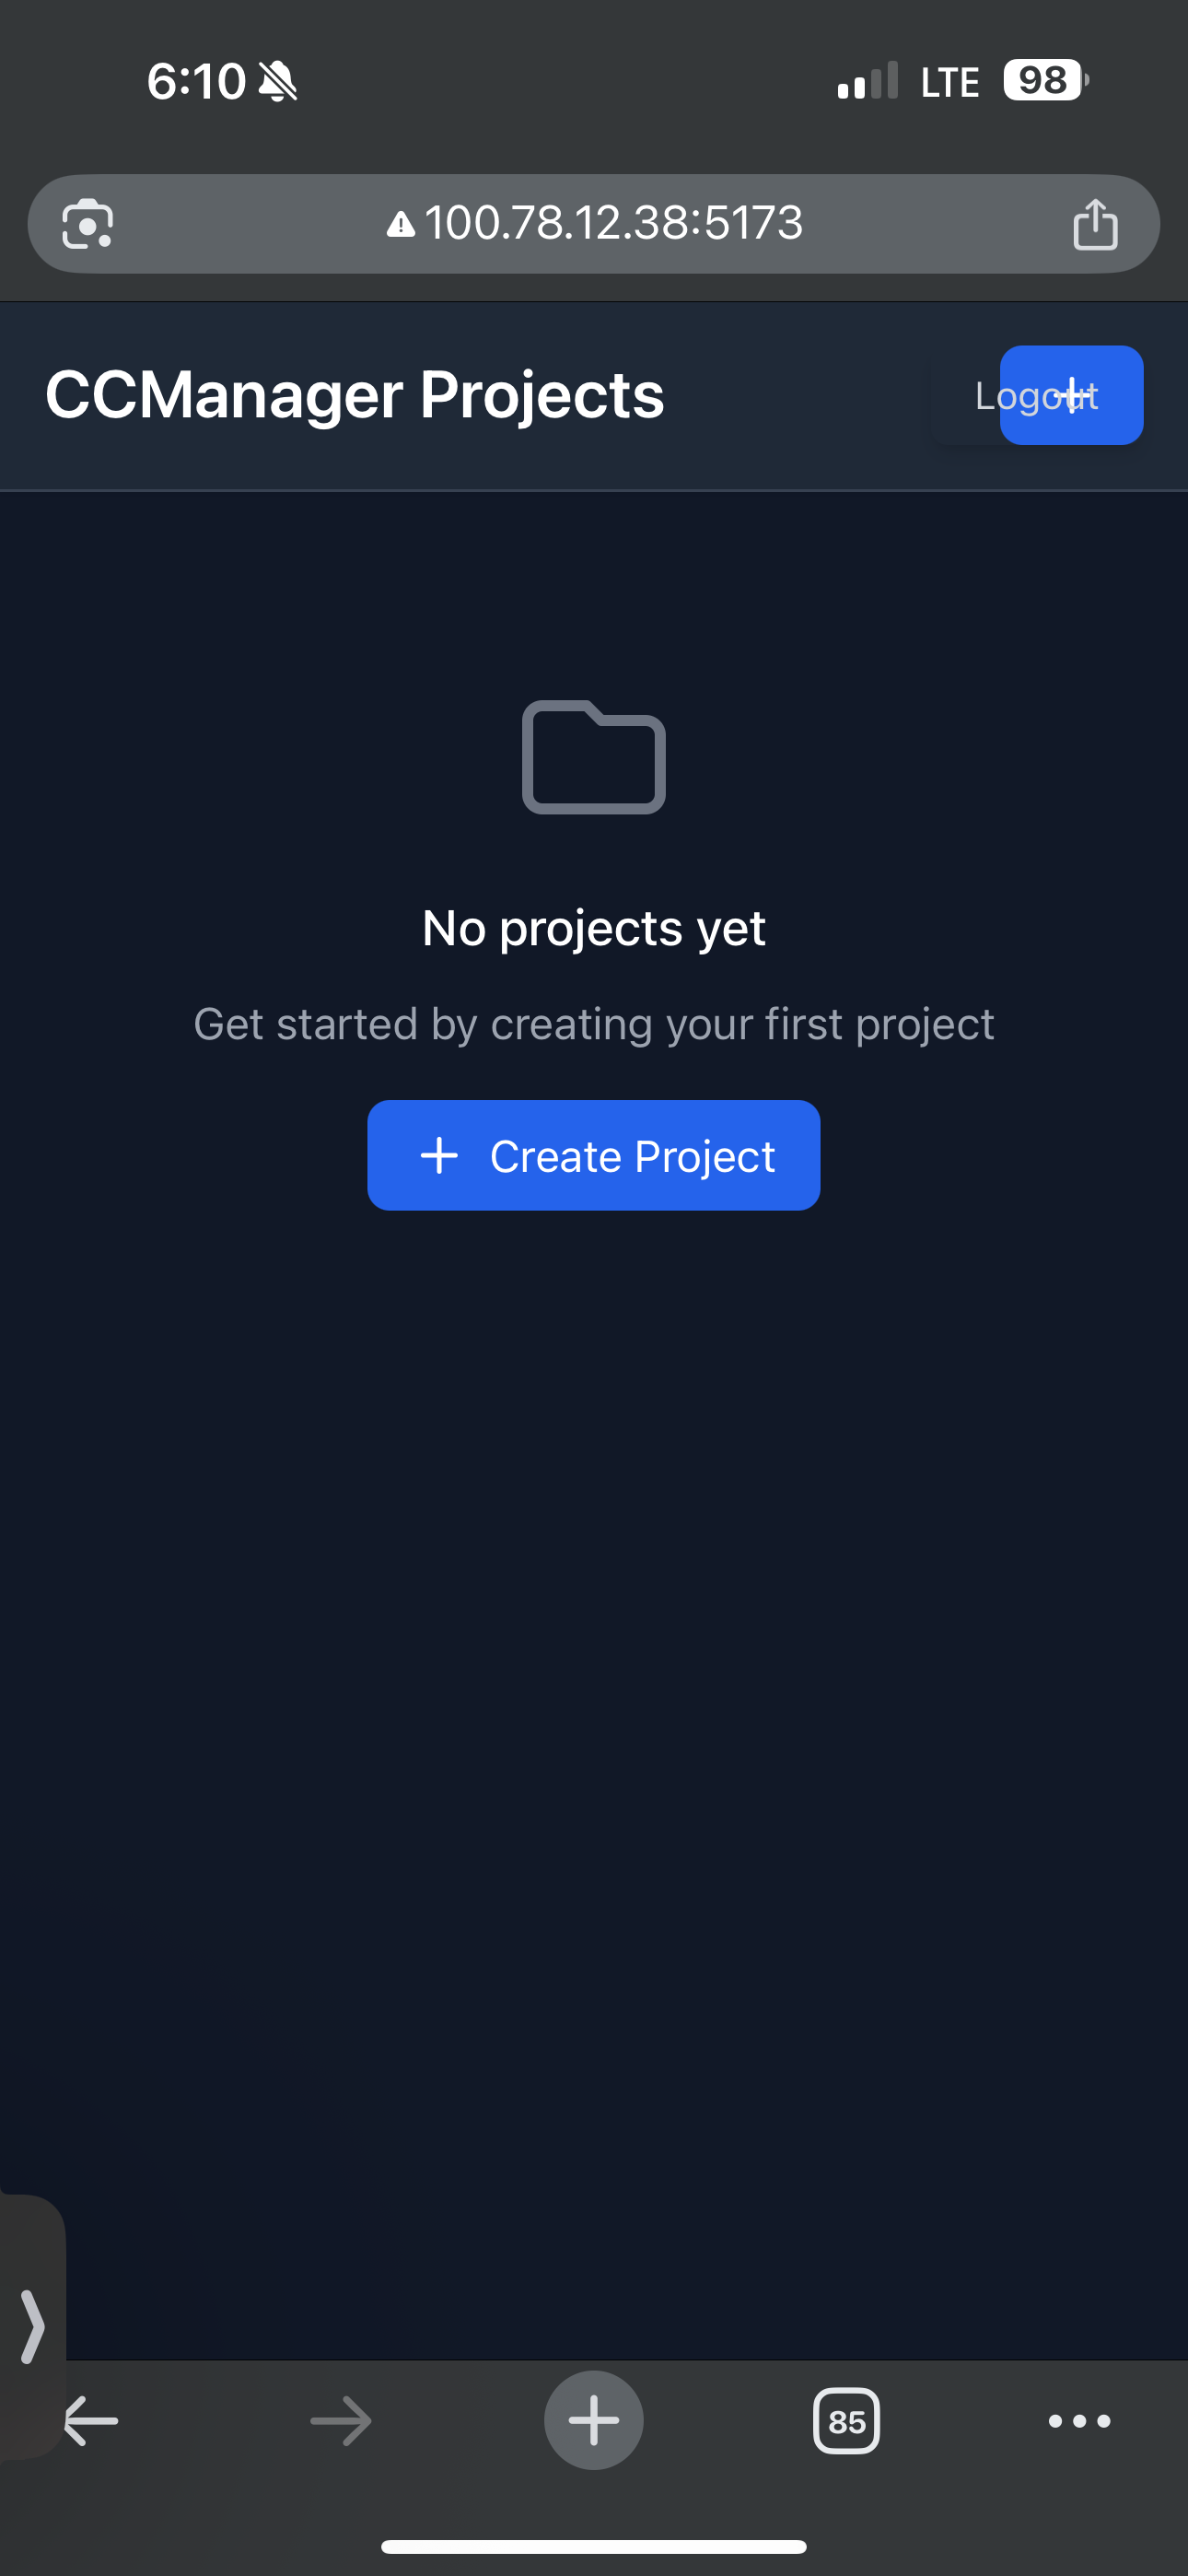 6:10
LTE 98
100.78.12.38:5173
CCManager Projects
Logout
No projects yet
Get started by creating your first project
Create Project
85